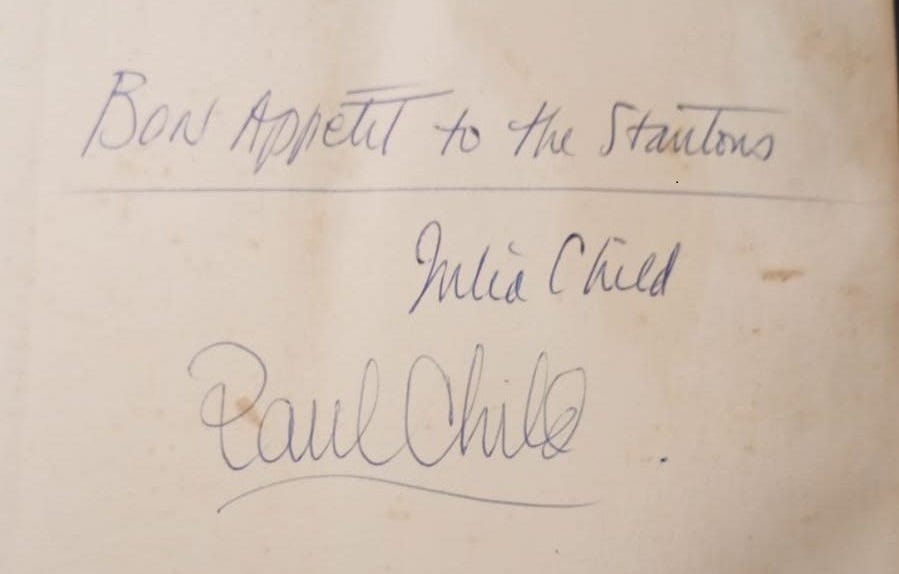 Bon Appetit to the Stantons
Julia Child
Paul Child